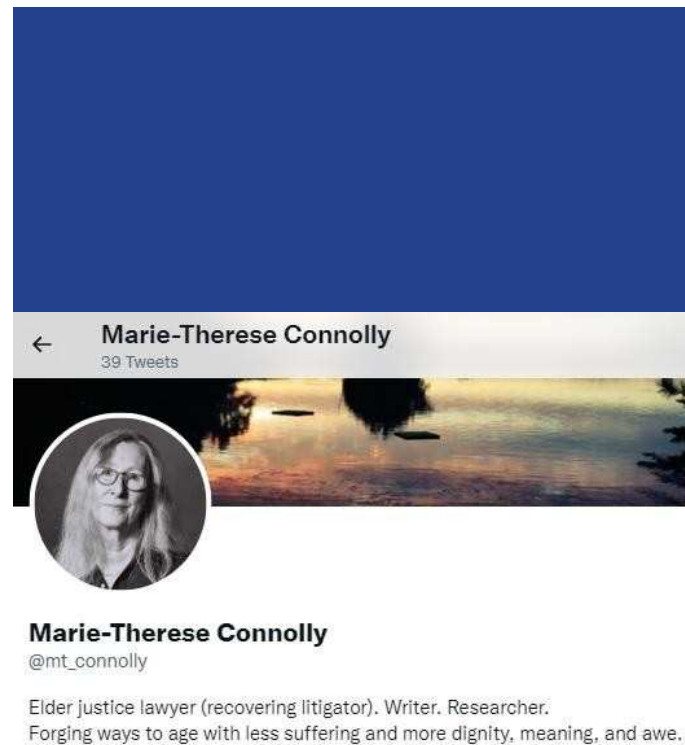 Marie-Therese Connolly
39 Tweets
Marie-Therese Connolly
@mt_connolly
Elder justice lawyer (recovering litigator). Writer. Researcher.
Forging ways to age with less suffering and more dignity, meaning, and awe.